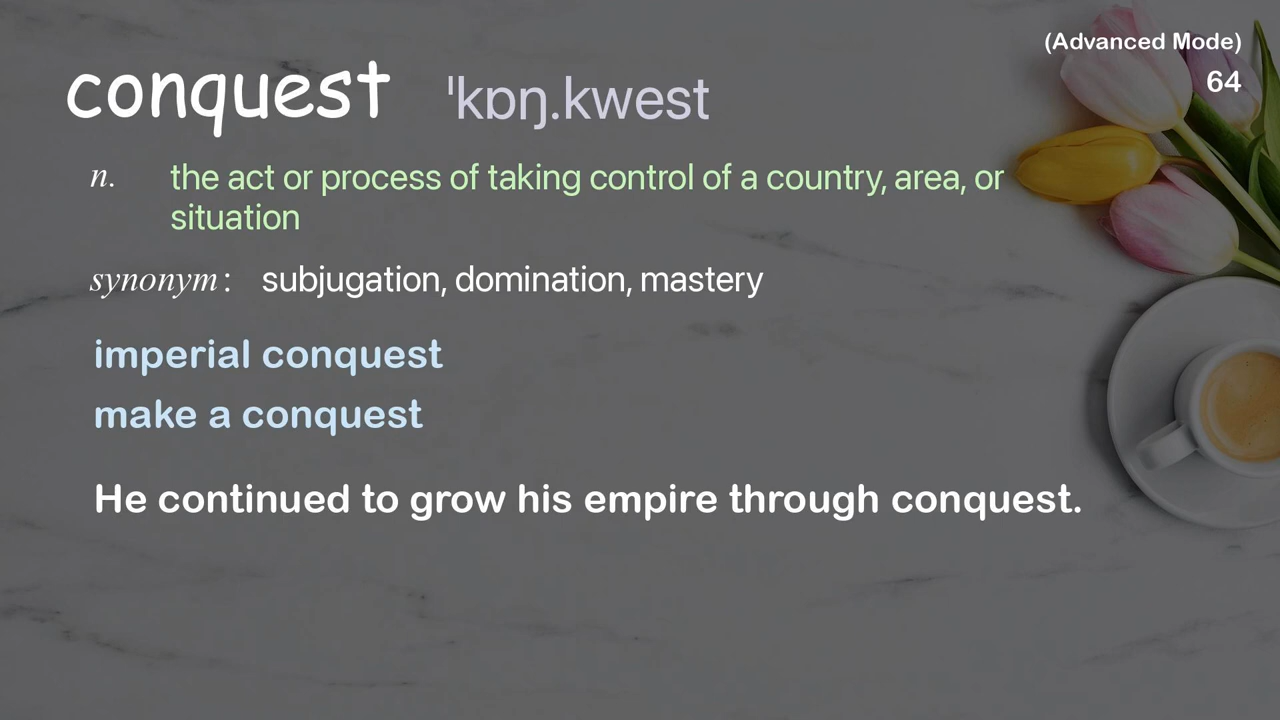 (Advanced Mode)
64
conquest ˈkɒŋ.kwest
n. the act or process of taking control of a country, area, or
situation
synonym: subjugation, domination, mastery
imperial conquest
make a conquest
He continued to grow his empire through conquest.